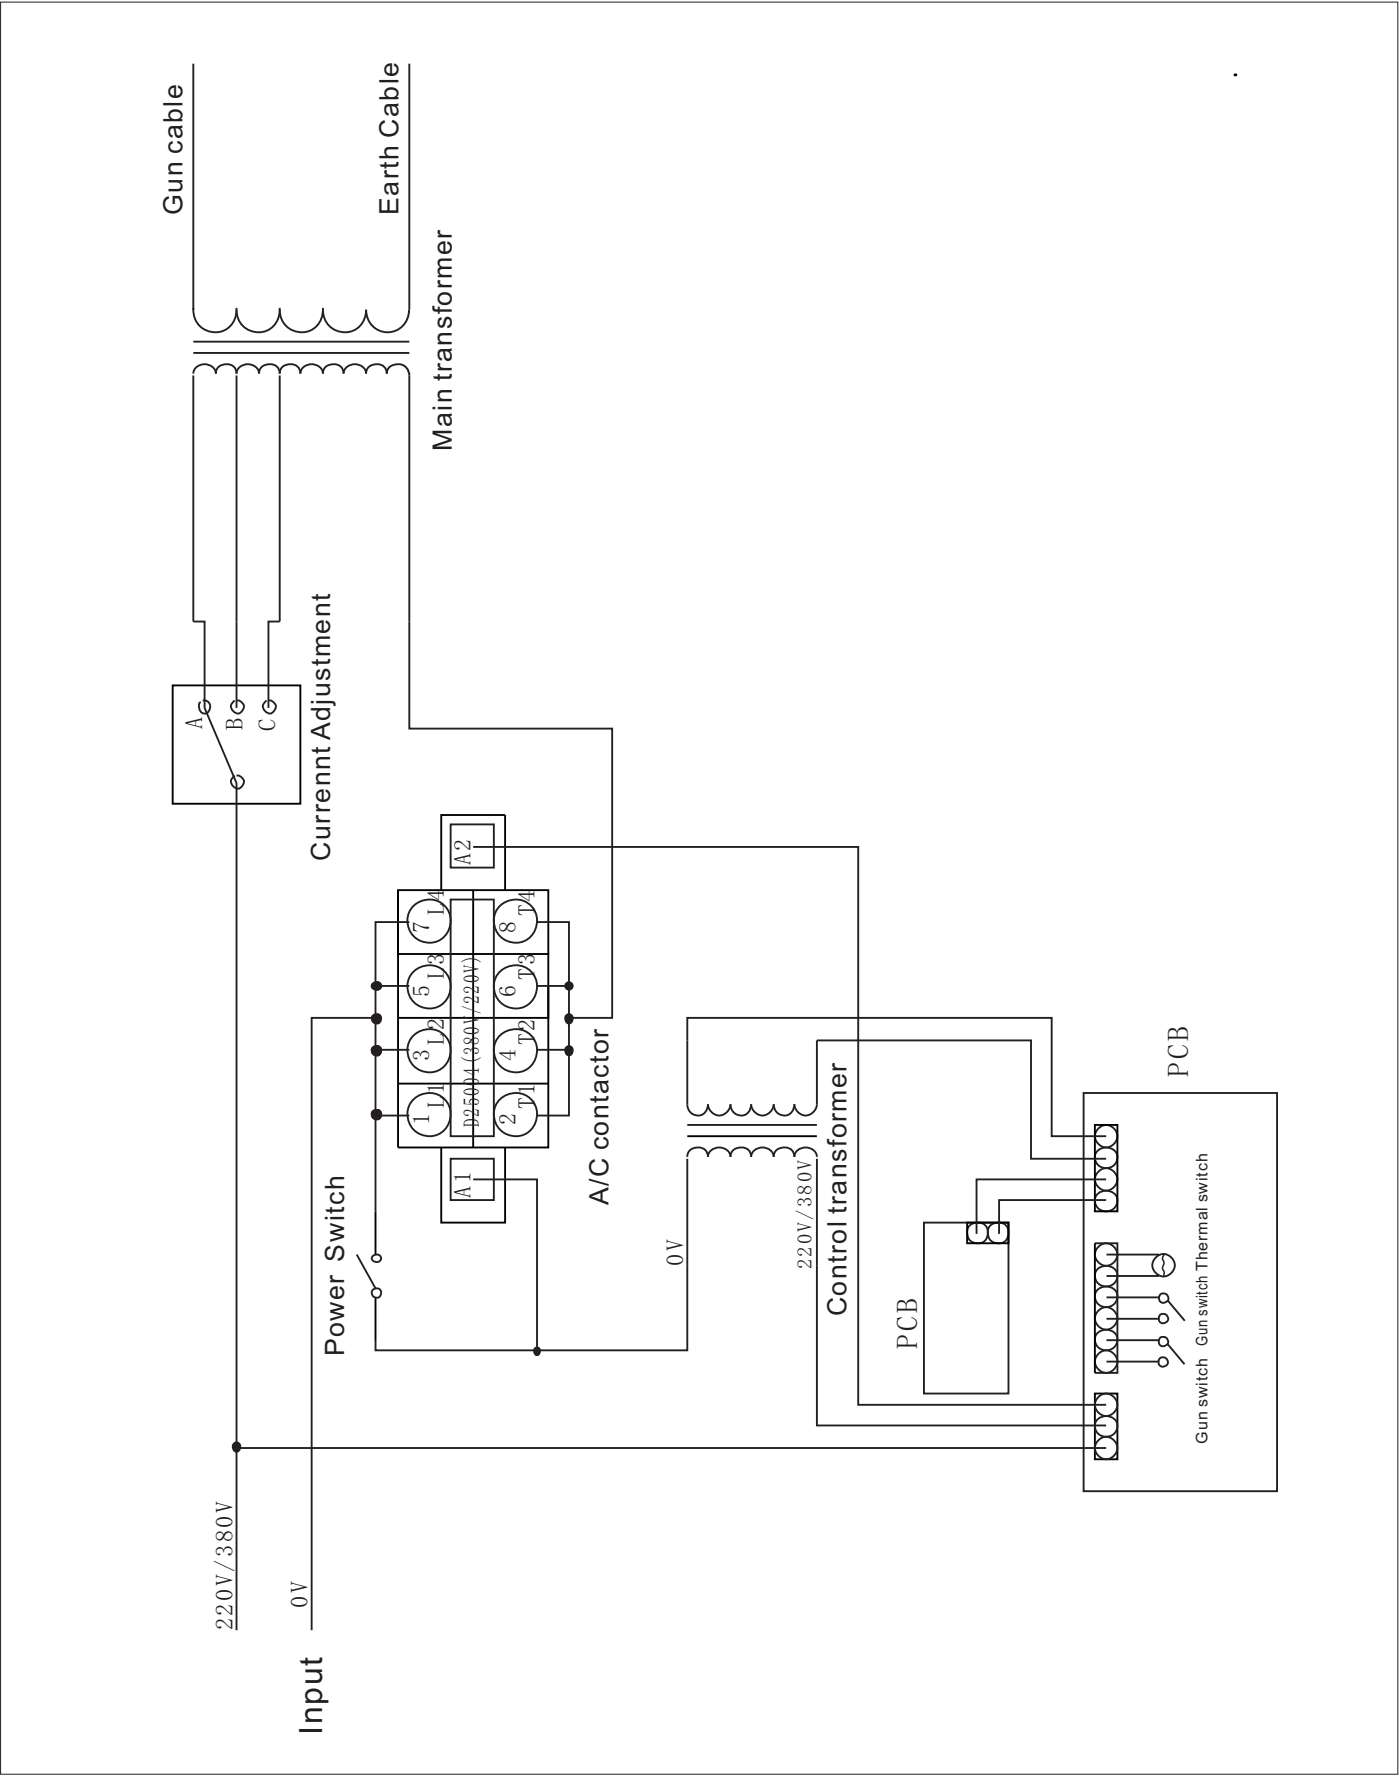 Gun cable
Earth Cable
Main transformer
Currennt Adjustment
A
B
C
A2
7 L4
5 L3
3 L2
1 L1
D25004(380V/220V)
8 T4
6 T3
4 T2
2 T1
A1
A/C contactor
Power Switch
220V/380V
0V
Input
0V
220V/380V
Control transformer
PCB
PCB
Gun switch Gun switch Thermal switch